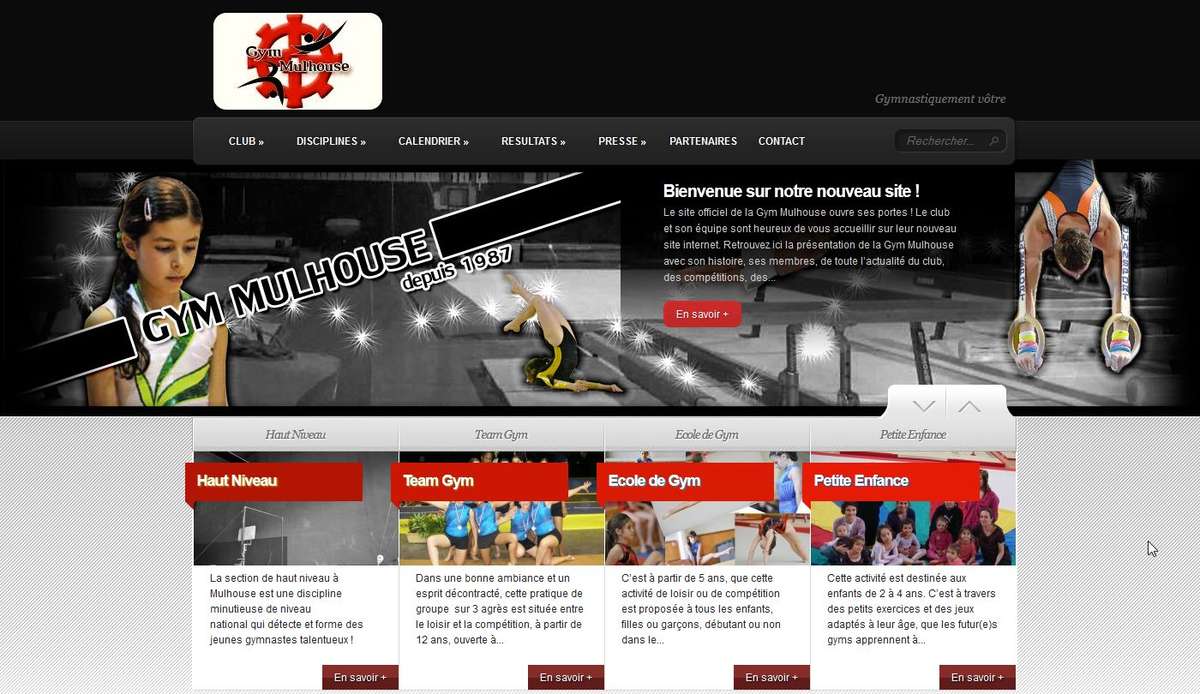 Gym
Mulhouse
Gymnastiquement vôtre
CLUB »
DISCIPLINES »
CALENDRIER »
RESULTATS »
PRESSE »
PARTENAIRES
CONTACT
Rechercher...
GYM MULHOUSE
depuis 1987
Bienvenue sur notre nouveau site !
Le site officiel de la Gym Mulhouse ouvre ses portes ! Le club
et son équipe sont heureux de vous accueillir sur leur nouveau
site internet. Retrouvez ici la présentation de la Gym Mulhouse
avec son histoire, ses membres, de toute l'actualité du club,
des compétitions, des...
En savoir +
Haut Niveau
Team Gym
Ecole de Gym
Petite Enfance
Haut Niveau
La section de haut niveau à
Mulhouse est une discipline
minutieuse de niveau
national qui détecte et forme des
jeunes gymnastes talentueux !
En savoir +
Team Gym
Dans une bonne ambiance et un
esprit décontracté, cette pratique de
groupe sur 3 agrès est située entre
le loisir et la compétition, à partir de
12 ans, ouverte à...
En savoir +
Ecole de Gym
C'est à partir de 5 ans, que cette
activité de loisir ou de compétition
est proposée à tous les enfants,
filles ou garçons, débutant ou non
dans le...
En savoir +
Petite Enfance
Cette activité est destinée aux
enfants de 2 à 4 ans. C'est à travers
des petits exercices et des jeux
adaptés à leur âge, que les futur(e)s
gyms apprennent à...
En savoir +